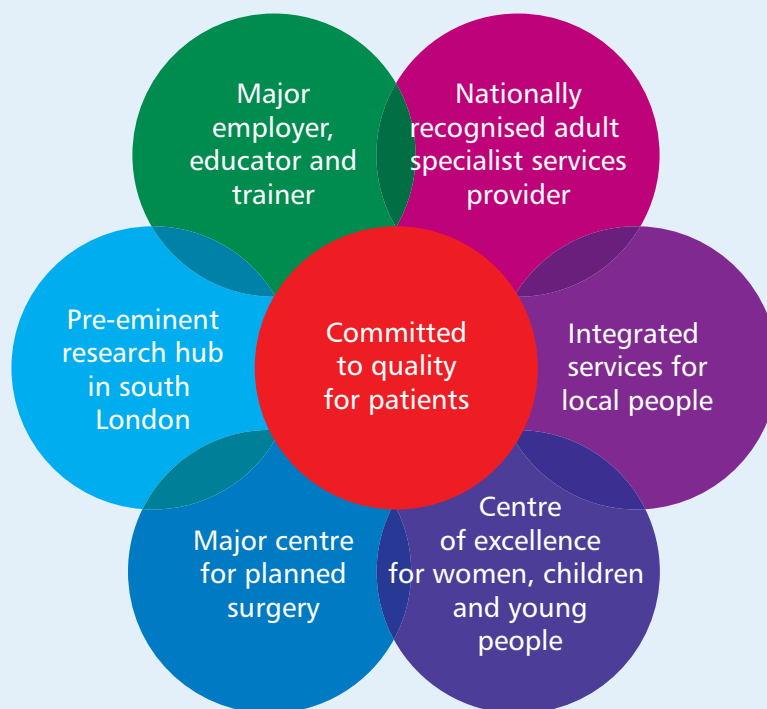 Major
employer,
educator and
trainer
Nationally
recognised adult
specialist services
provider
Pre-eminent
research hub
in south
London
Committed
to quality
for patients
Integrated
services for
local people
Major centre
for planned
surgery
Centre
of excellence
for women, children
and young
people